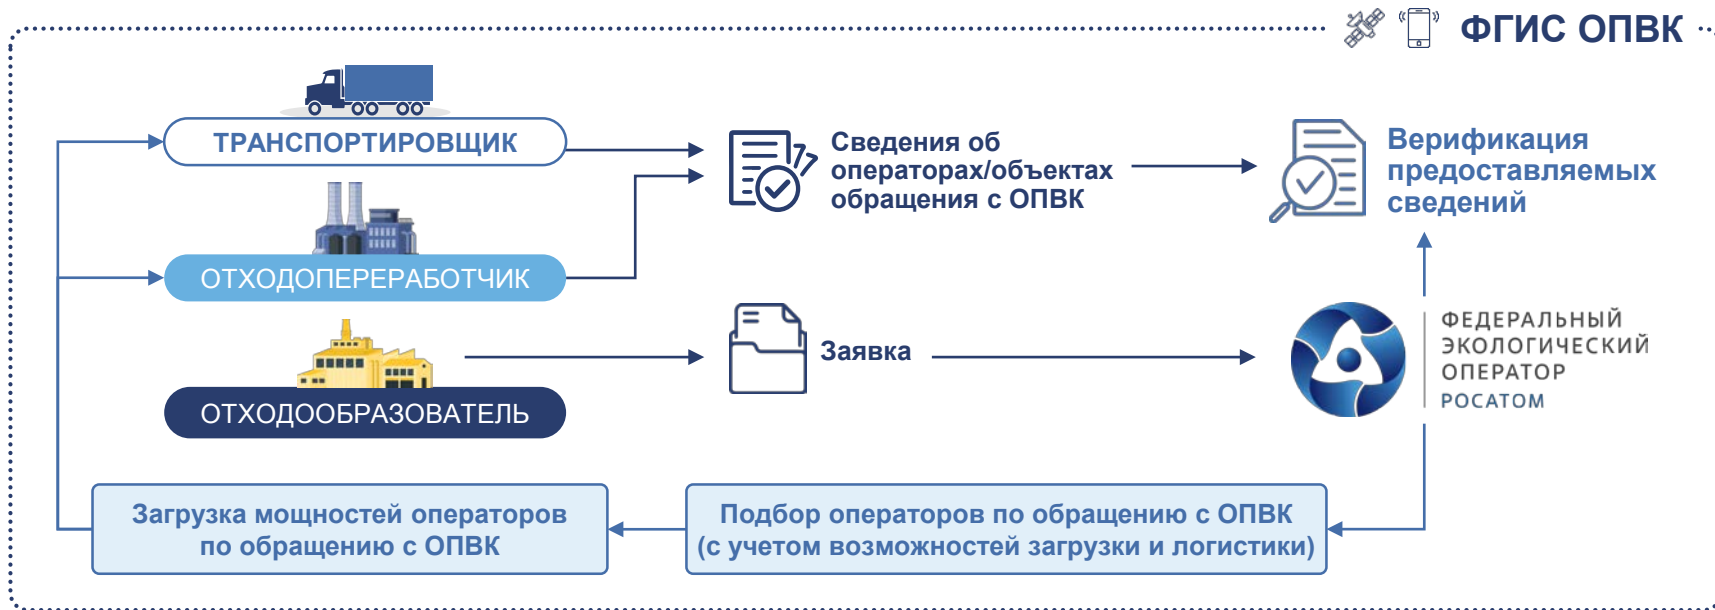 ФГИС ОПВК
ТРАНСПОРТИРОВЩИК
Сведения об
операторах/объектах
обращения с ОПВК
Верификация
предоставляемых
сведений
ОТХОДОПЕРЕРАБОТЧИК
ОТХОДООБРАЗОВАТЕЛЬ
Заявка
ФЕДЕРАЛЬНЫЙ
ЭКОЛОГИЧЕСКИЙ
ОПЕРАТОР
РОСАТОМ
Загрузка мощностей операторов
по обращению с ОПВК
Подбор операторов по обращению с ОПВК
(с учетом возможностей загрузки и логистики)